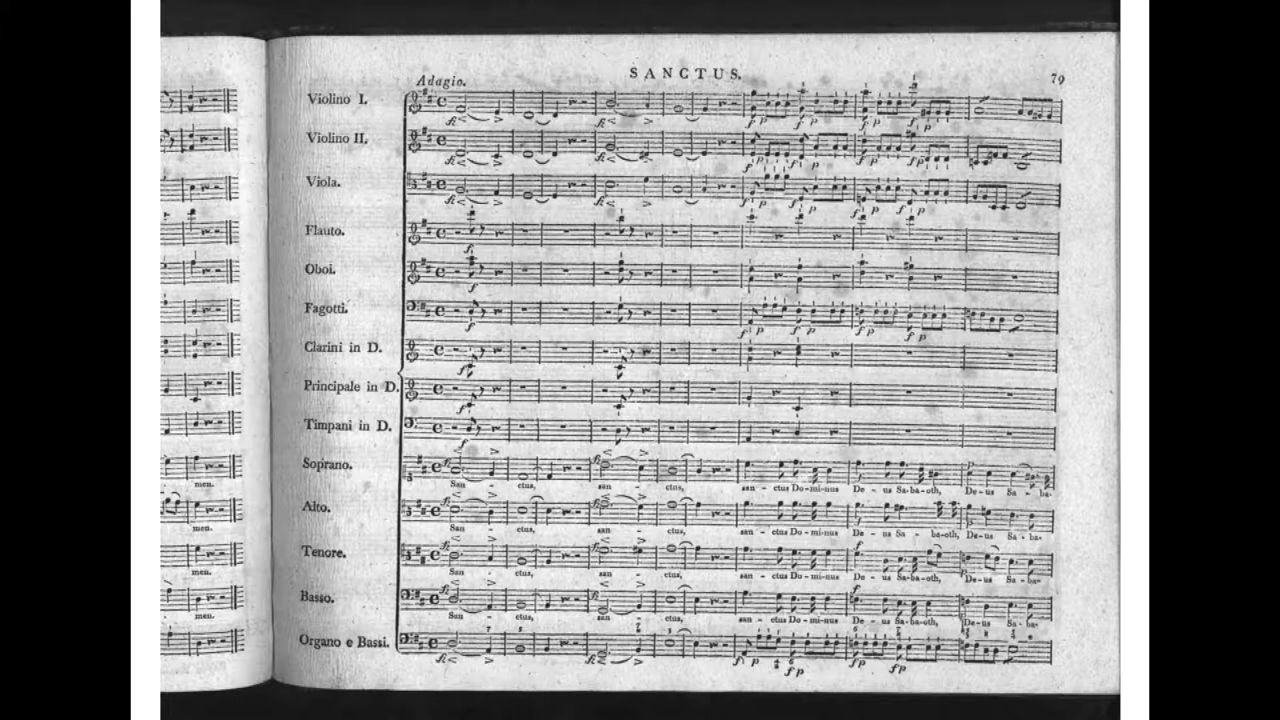 SANCTUS.
79
Adagio.
Violino I.
Violino II.
Viola.
Flauto.
Oboi.
Fagotti.
Clarini in D.
Principale in D.
Timpani in D.
men.
Soprano.
San - ctus, san - ctus, san - ctus Do-mi-nus De - us Sa-ba-oth, De-us Sa - ba-
men.
Alto.
San - ctus, san - ctus, san - ctus Do-mi-nus De - us Sa - ba-oth, De-us Sa - ba-
men.
Tenore.
San - ctus, san - ctus, san - ctus Do-mi-nus De - us Sa-ba-oth, De-us Sa - ba-
men.
Basso.
San - ctus, san - ctus, san - ctus Do-mi-nus De - us Sa-ba-oth, De-us Sa-ba-
Organo e Bassi.